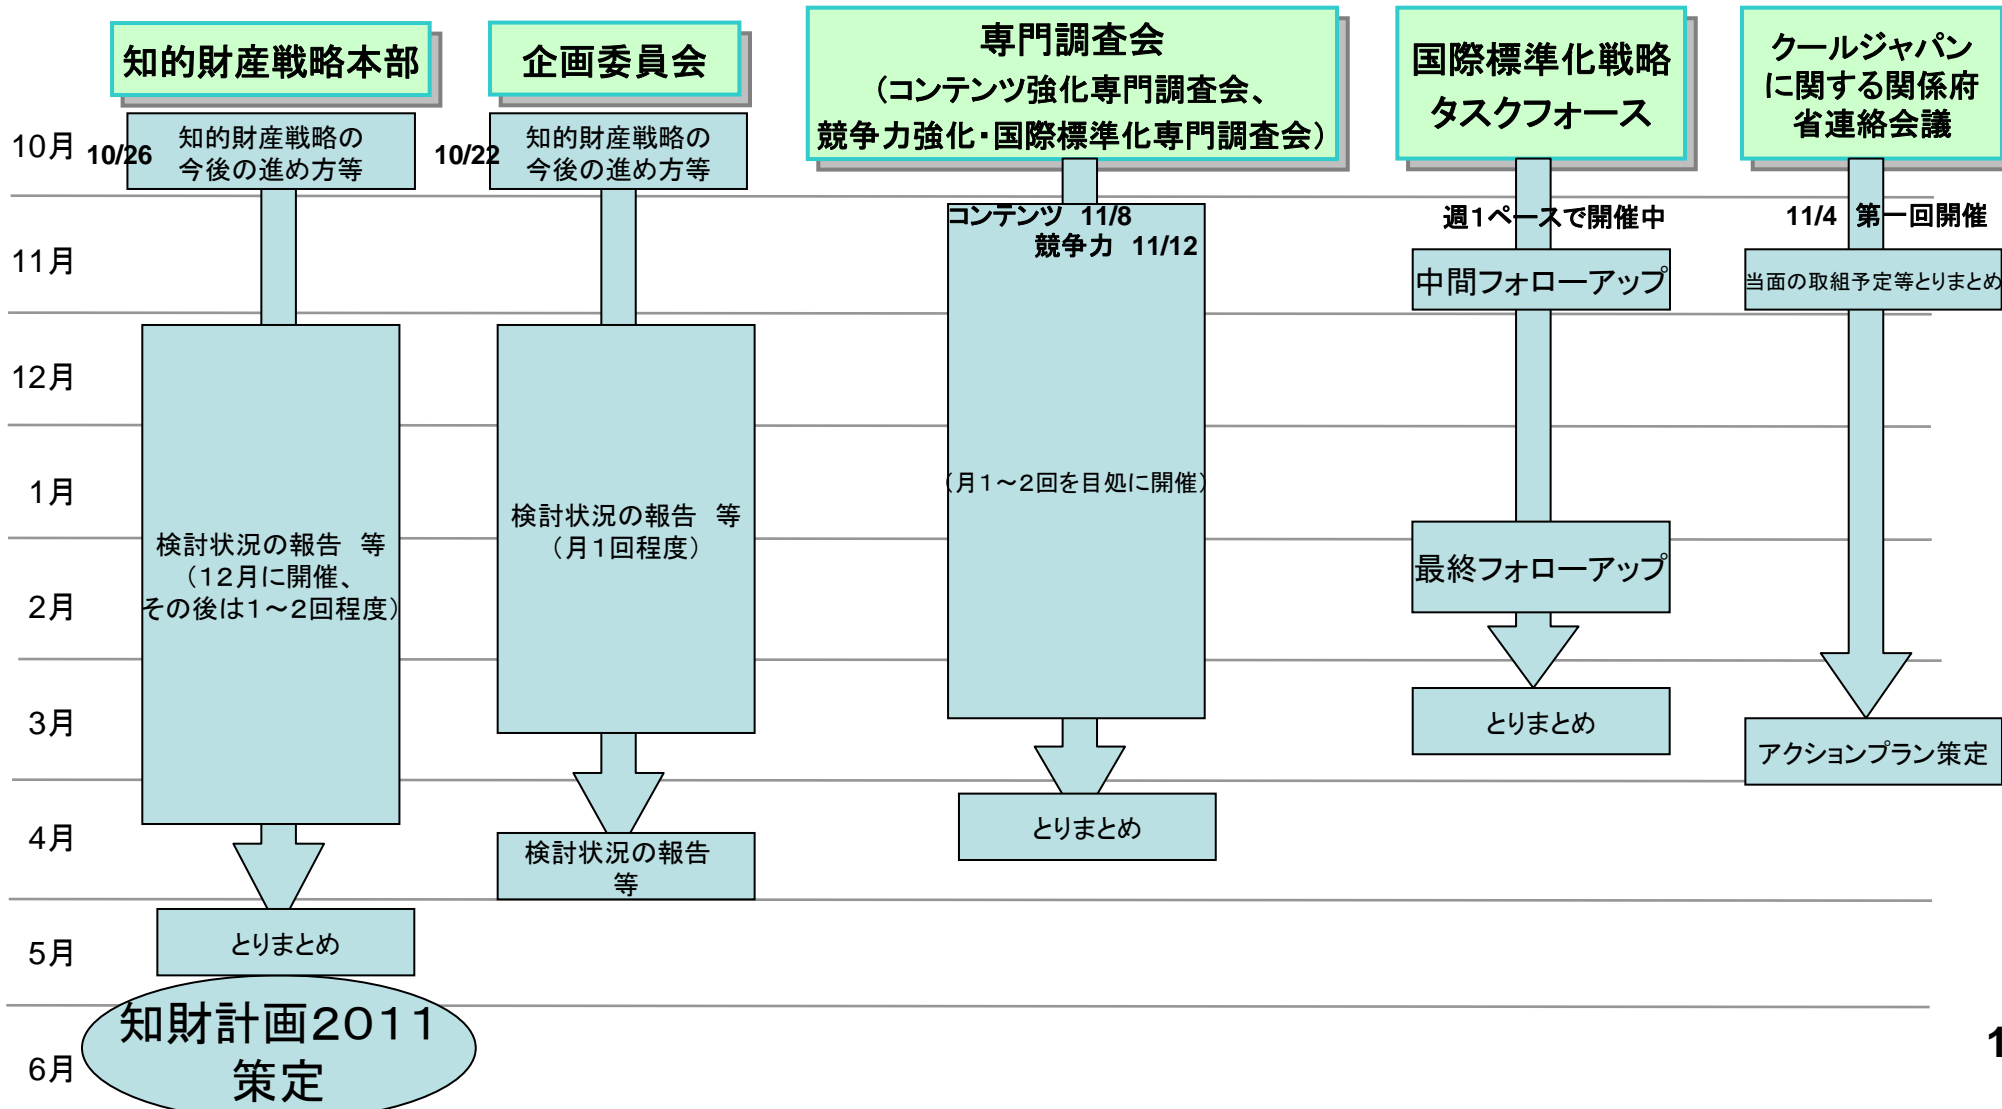 知的財産戦略本部
企画委員会
専門調査会
（コンテンツ強化専門調査会、
競争力強化・国際標準化専門調査会）
国際標準化戦略
タスクフォース
クールジャパン
に関する関係府
省連絡会議
10月
10/26
知的財産戦略の
今後の進め方等
10/22
知的財産戦略の
今後の進め方等
コンテンツ 11/8
競争力 11/12
週１ペースで開催中
11/4 第一回開催
11月
中間フォローアップ
当面の取組予定等とりまとめ
12月
1月
検討状況の報告　等
（１２月に開催、
その後は１～２回程度）
検討状況の報告　等
（月１回程度）
（月１～２回を目処に開催）
最終フォローアップ
2月
3月
とりまとめ
アクションプラン策定
4月
検討状況の報告
等
とりまとめ
5月
とりまとめ
知財計画２０１１
策定
6月
1